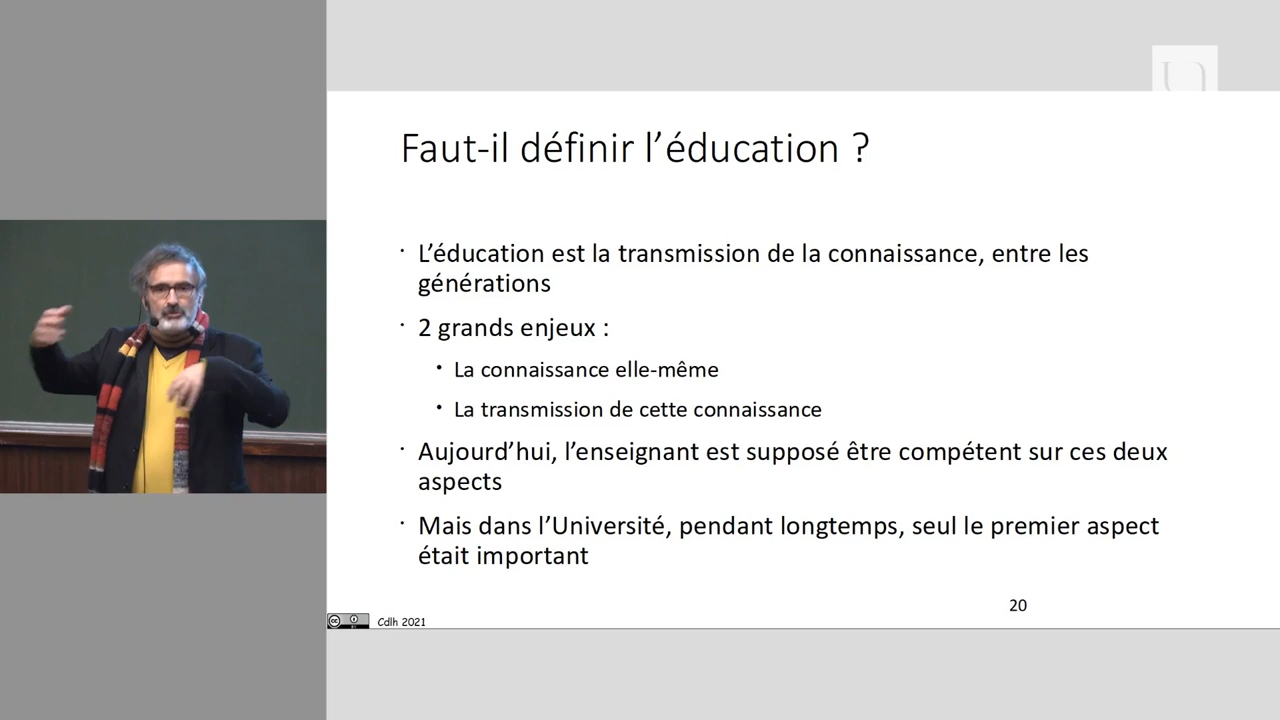 Faut-il définir l’éducation ?
· L’éducation est la transmission de la connaissance, entre les
générations
· 2 grands enjeux :
• La connaissance elle-même
• La transmission de cette connaissance
· Aujourd’hui, l’enseignant est supposé être compétent sur ces deux
aspects
· Mais dans l’Université, pendant longtemps, seul le premier aspect
était important
20
cc BY Cdlh 2021